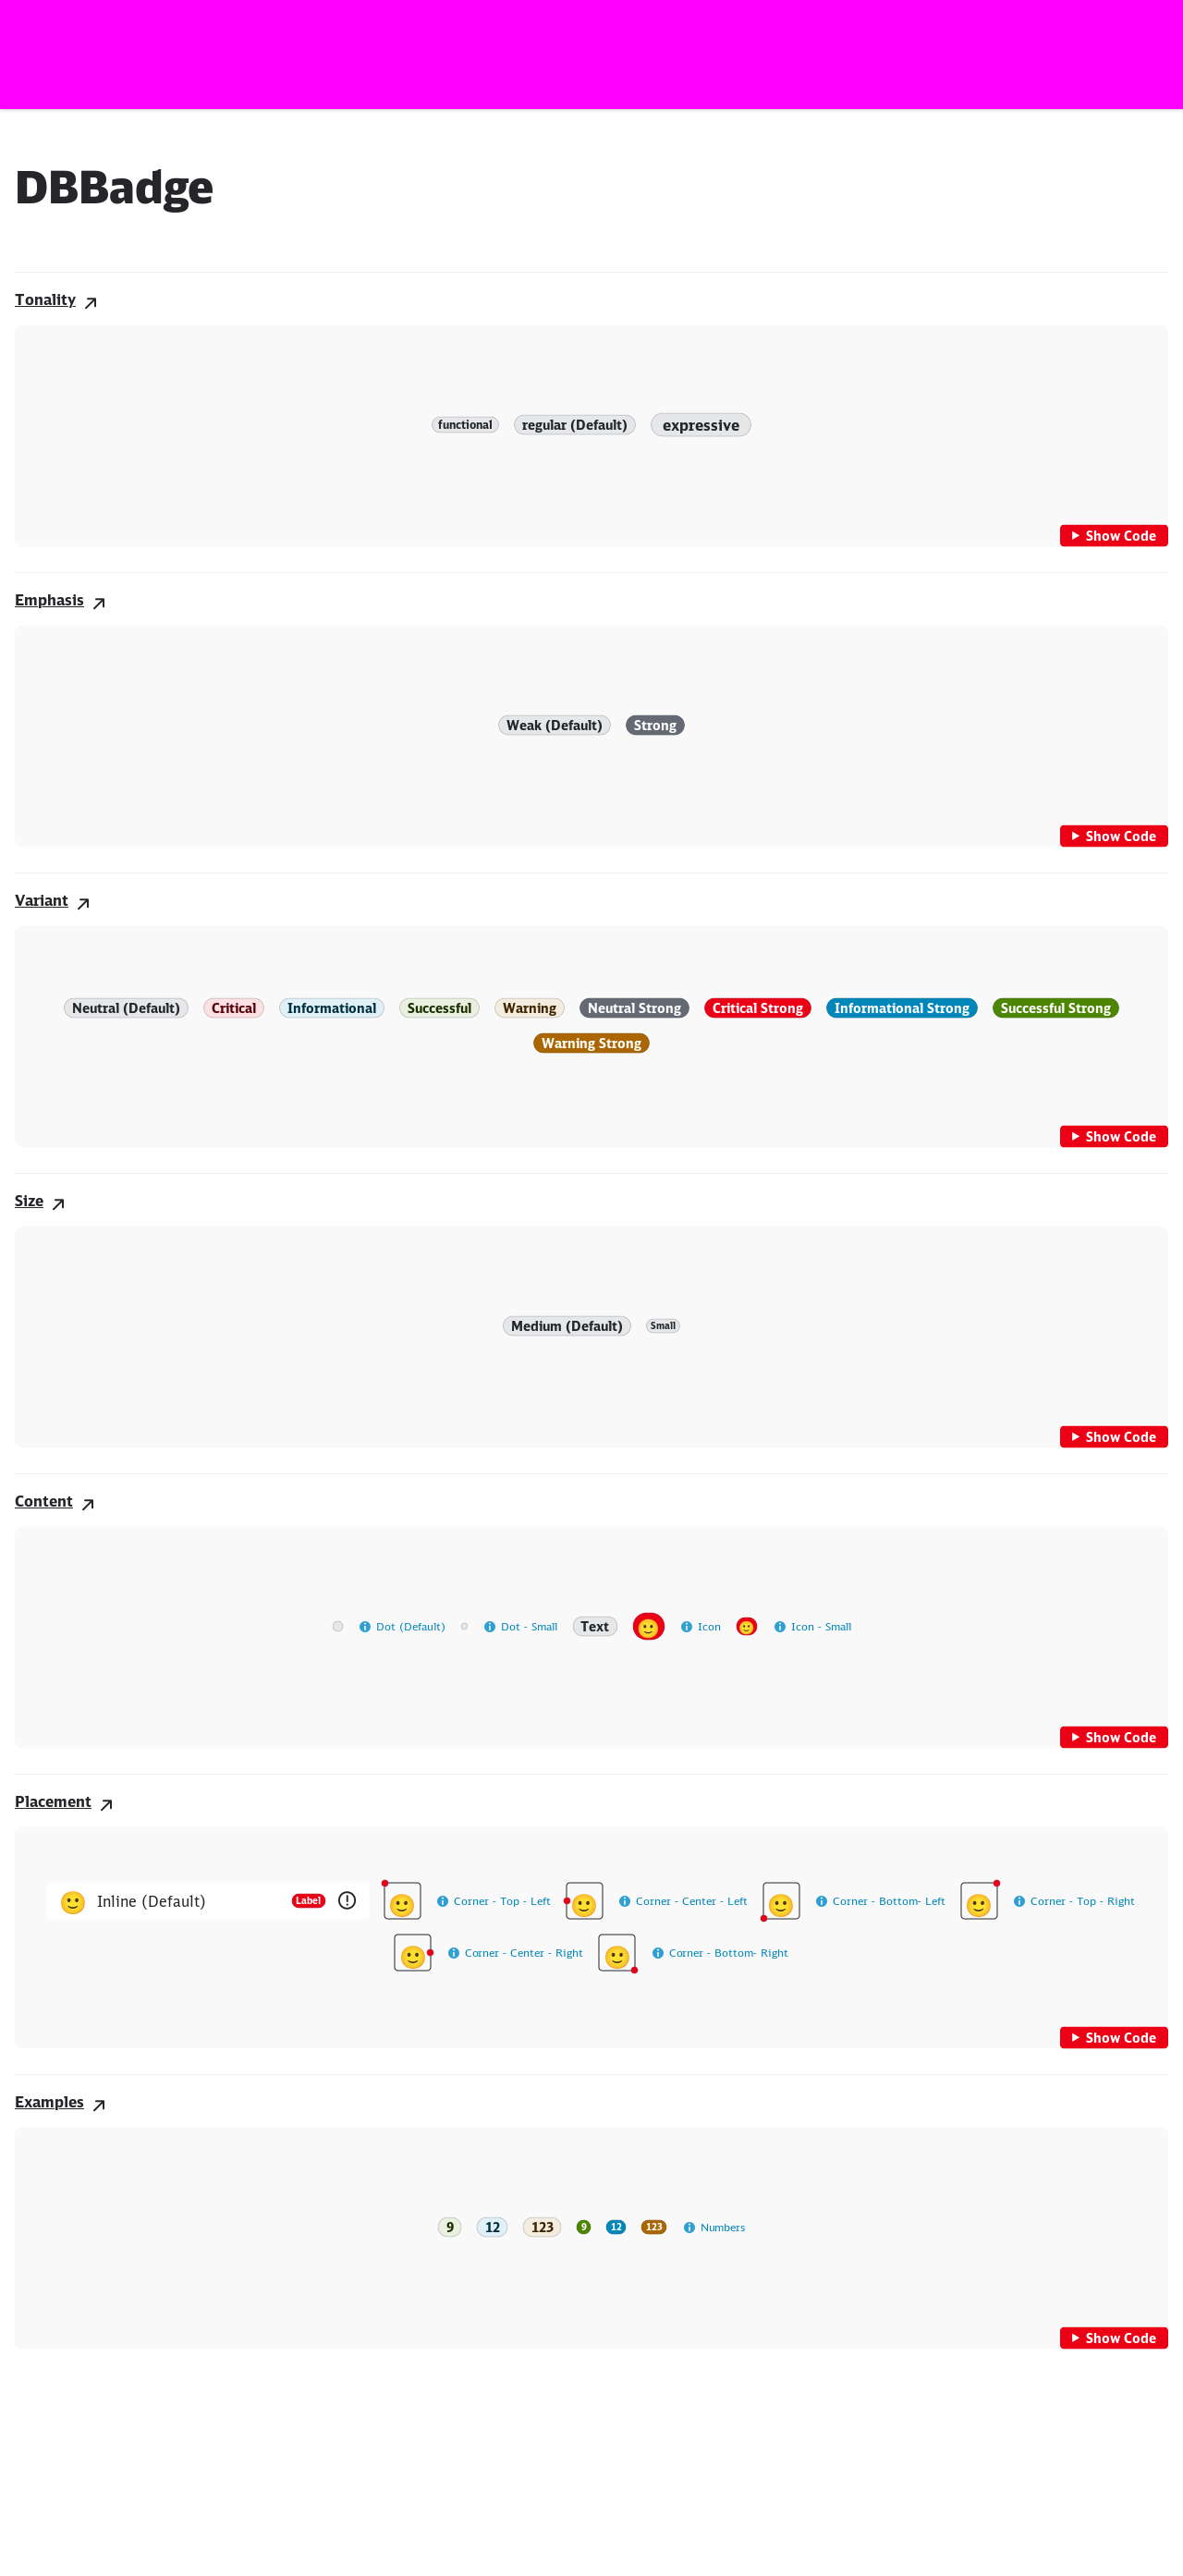 DBBadge
Tonality
functional regular (Default) expressive
Show Code
Emphasis
Weak (Default) Strong
Show Code
Variant
Neutral (Default) Critical Informational Successful Warning Neutral Strong Critical Strong Informational Strong Successful Strong
Warning Strong
Show Code
Size
Medium (Default) Small
Show Code
Content
Dot (Default) Dot - Small Text Icon Icon - Small
Show Code
Placement
Inline (Default) Label Corner - Top - Left Corner - Center - Left Corner - Bottom- Left Corner - Top - Right
Corner - Center - Right Corner - Bottom- Right
Show Code
Examples
9 12 123 9 12 123 Numbers
Show Code